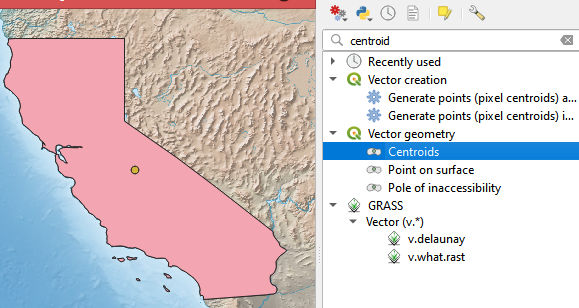 centroid
Recently used
Vector creation
Generate points (pixel centroids) a...
Generate points (pixel centroids) i...
Vector geometry
Centroids
Point on surface
Pole of inaccessibility
GRASS
Vector (v.*)
v.delaunay
v.what.rast